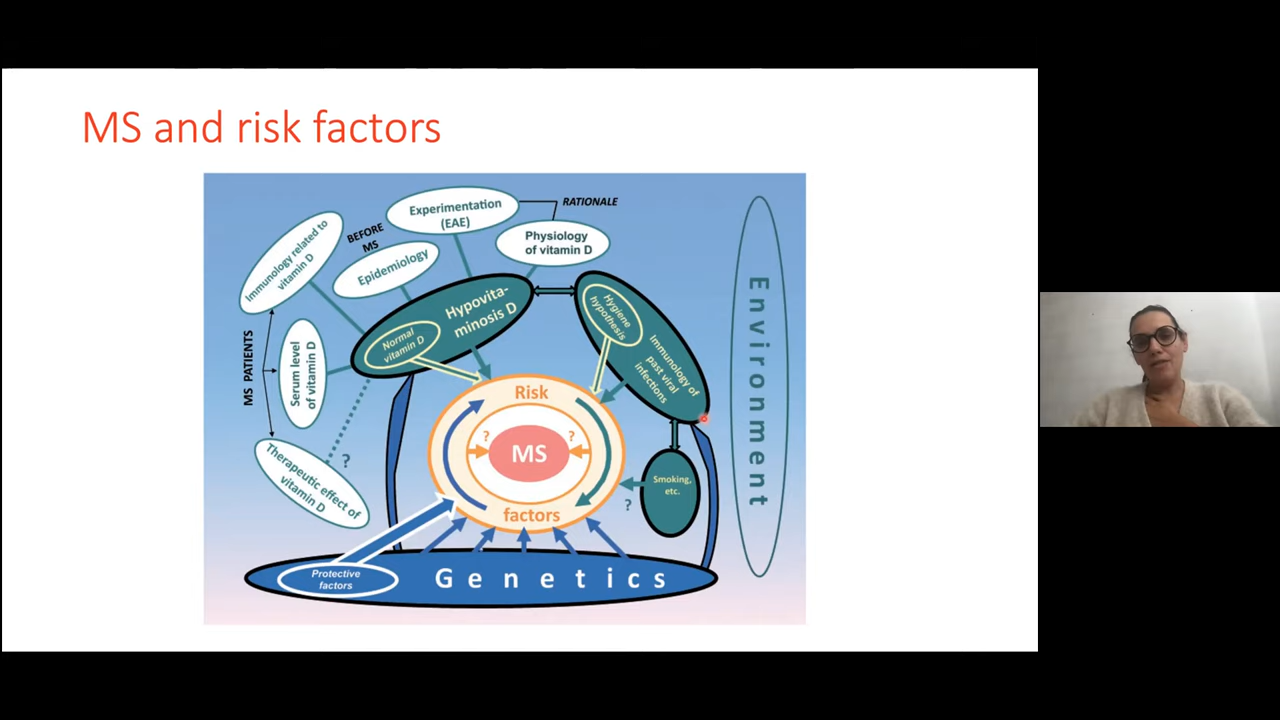 MS and risk factors
Experimentation
(EAE)
RATIONALE
Physiology
of vitamin D
BEFORE
MS
Epidemiology
Immunology related to
vitamin D
MS PATIENTS
Serum level
of vitamin D
Therapeutic effect of
vitamin D
?
Hypovita-
minosis D
Normal
vitamin D
Hygiene
hypothesis
Immunology of
past viral
infections
Environment
Risk
?
MS
?
factors
Smoking,
etc.
?
Protective
factors
Genetics